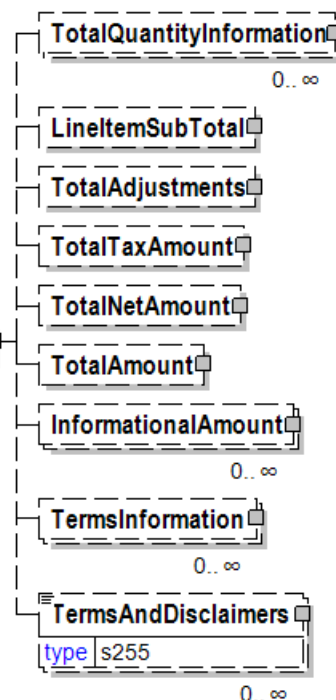 TotalQuantityInformation
0.. ∞
LineItemSubTotal
TotalAdjustments
TotalTaxAmount
TotalNetAmount
TotalAmount
InformationalAmount
0.. ∞
TermsInformation
0.. ∞
TermsAndDisclaimers
type s255
0.. ∞